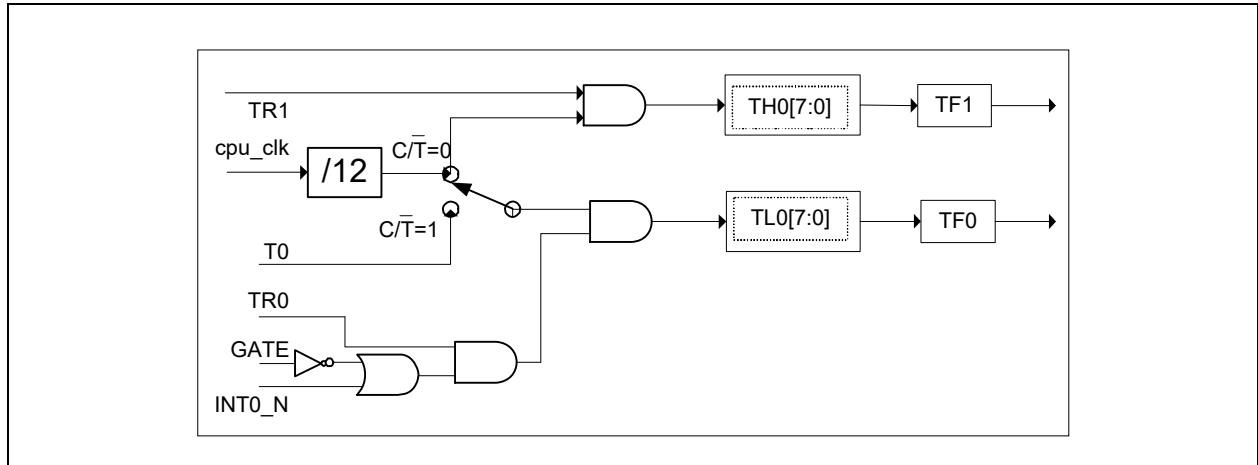 TR1
TH0[7:0]
TF1
cpu_clk
/12
C/T̅=0
C/T̅=1
TL0[7:0]
TF0
T0
TR0
GATE
INT0_N